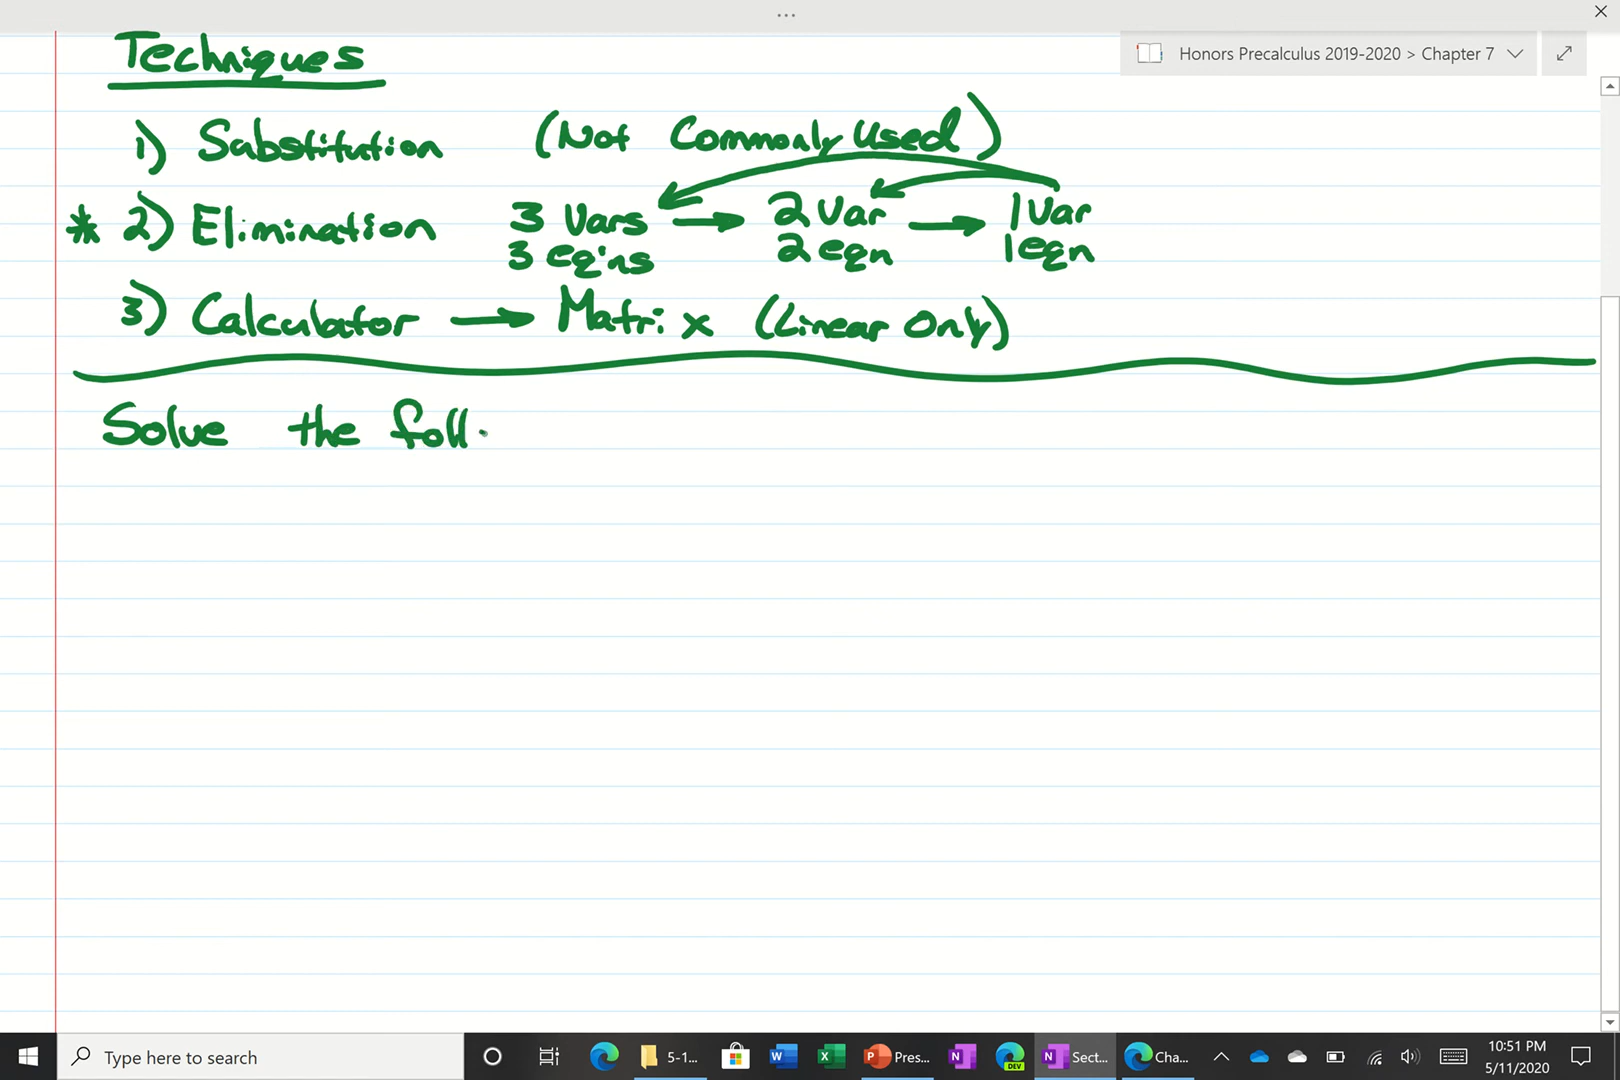 ...
Techniques
Honors Precalculus 2019-2020 > Chapter 7
1) Substitution (Not Commonly Used)
* 2) Elimination 3 Vars → 2 Var → 1 Var
3 eq'ns 2 eqn 1 eqn
3) Calculator → Matrix (Linear Only)
Solve the foll
Type here to search
5-1...
Pres...
DEV
Sect...
Cha...
10:51 PM
5/11/2020